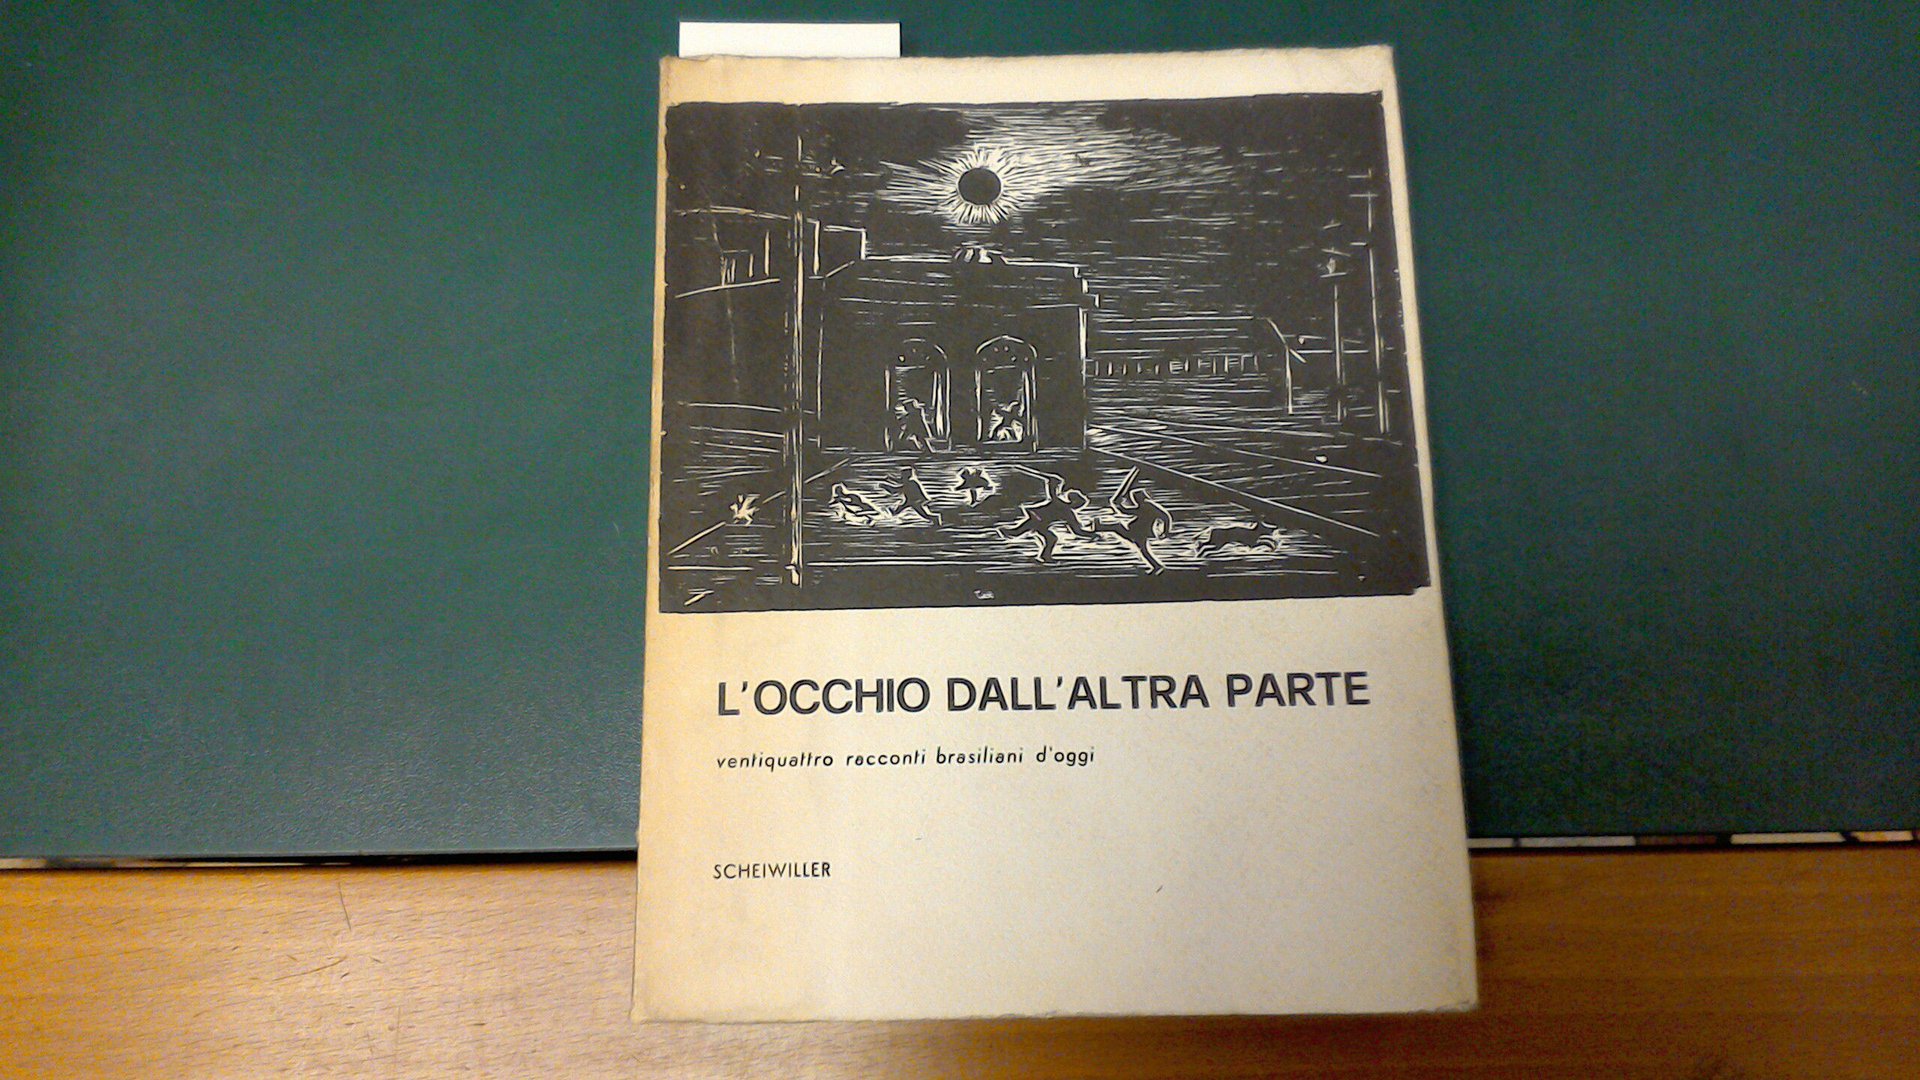 L'OCCHIO DALL'ALTRA PARTE
ventiquattro racconti brasiliani d'oggi
SCHEIWILLER